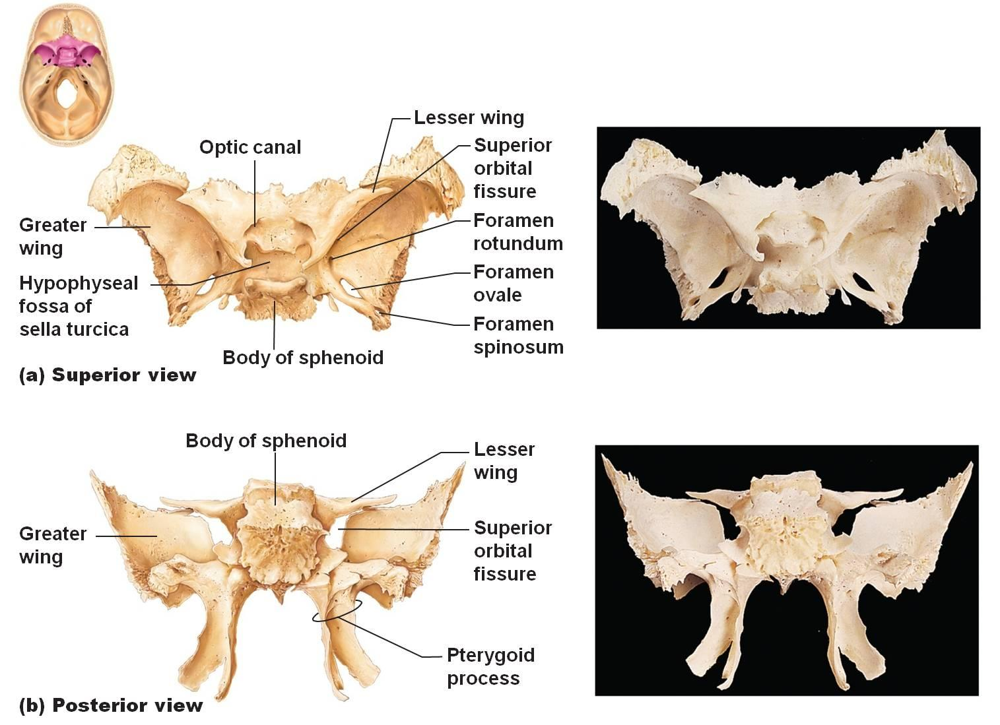 Lesser wing
Optic canal
Superior
orbital
fissure
Greater
wing
Foramen
rotundum
Hypophyseal
fossa of
sella turcica
Foramen
ovale
Foramen
spinosum
Body of sphenoid
(a) Superior view
Body of sphenoid
Lesser
wing
Greater
wing
Superior
orbital
fissure
Pterygoid
process
(b) Posterior view